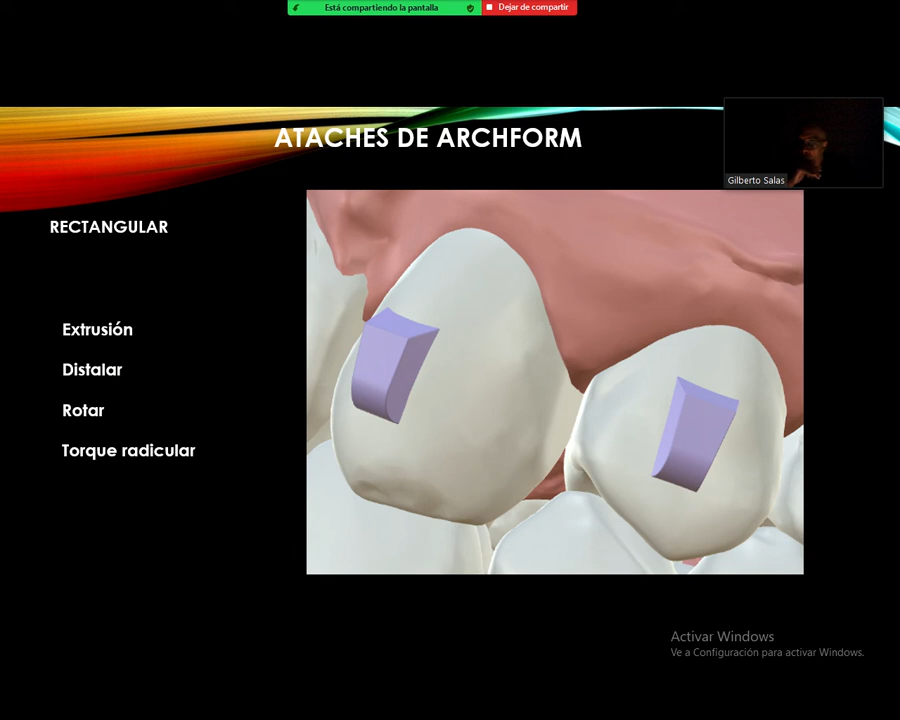 Está compartiendo la pantalla
Dejar de compartir
ATACHES DE ARCHFORM
Gilberto Salas
RECTANGULAR
Extrusión
Distalar
Rotar
Torque radicular
Activar Windows
Ve a Configuración para activar Windows.